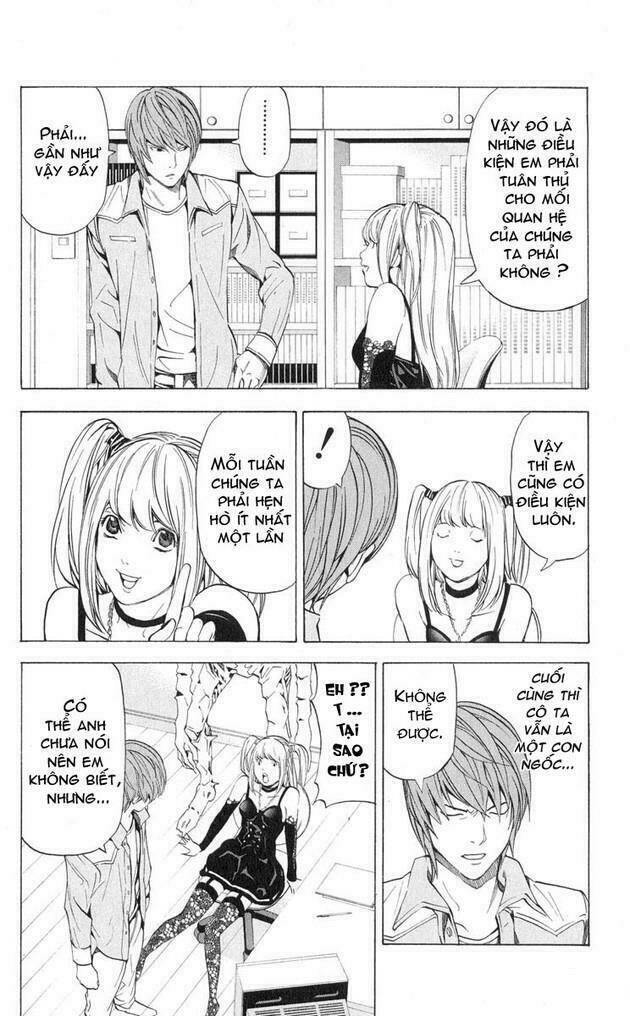 VẬY ĐÓ LÀ
NHỮNG ĐIỀU
KIỆN EM PHẢI
TUÂN THỦ
CHO MỐI
QUAN HỆ
CỦA CHÚNG
TA PHẢI
KHÔNG ?
.........
PHẢI...
GẦN NHƯ
VẬY ĐẤY
VẬY
THÌ EM
CŨNG CÓ
ĐIỀU KIỆN
LUÔN.
!
MỖI TUẦN
CHÚNG TA
PHẢI HẸN
HÒ ÍT NHẤT
MỘT LẦN
CUỐI
CÙNG THÌ
CÔ TA
VẪN LÀ
MỘT CON
NGỐC...
KHÔNG
THỂ
ĐƯỢC.
EH ??
T ...
TẠI
SAO
CHỨ?
CÓ
THỂ ANH
CHƯA NÓI
NÊN EM
KHÔNG BIẾT,
NHƯNG...